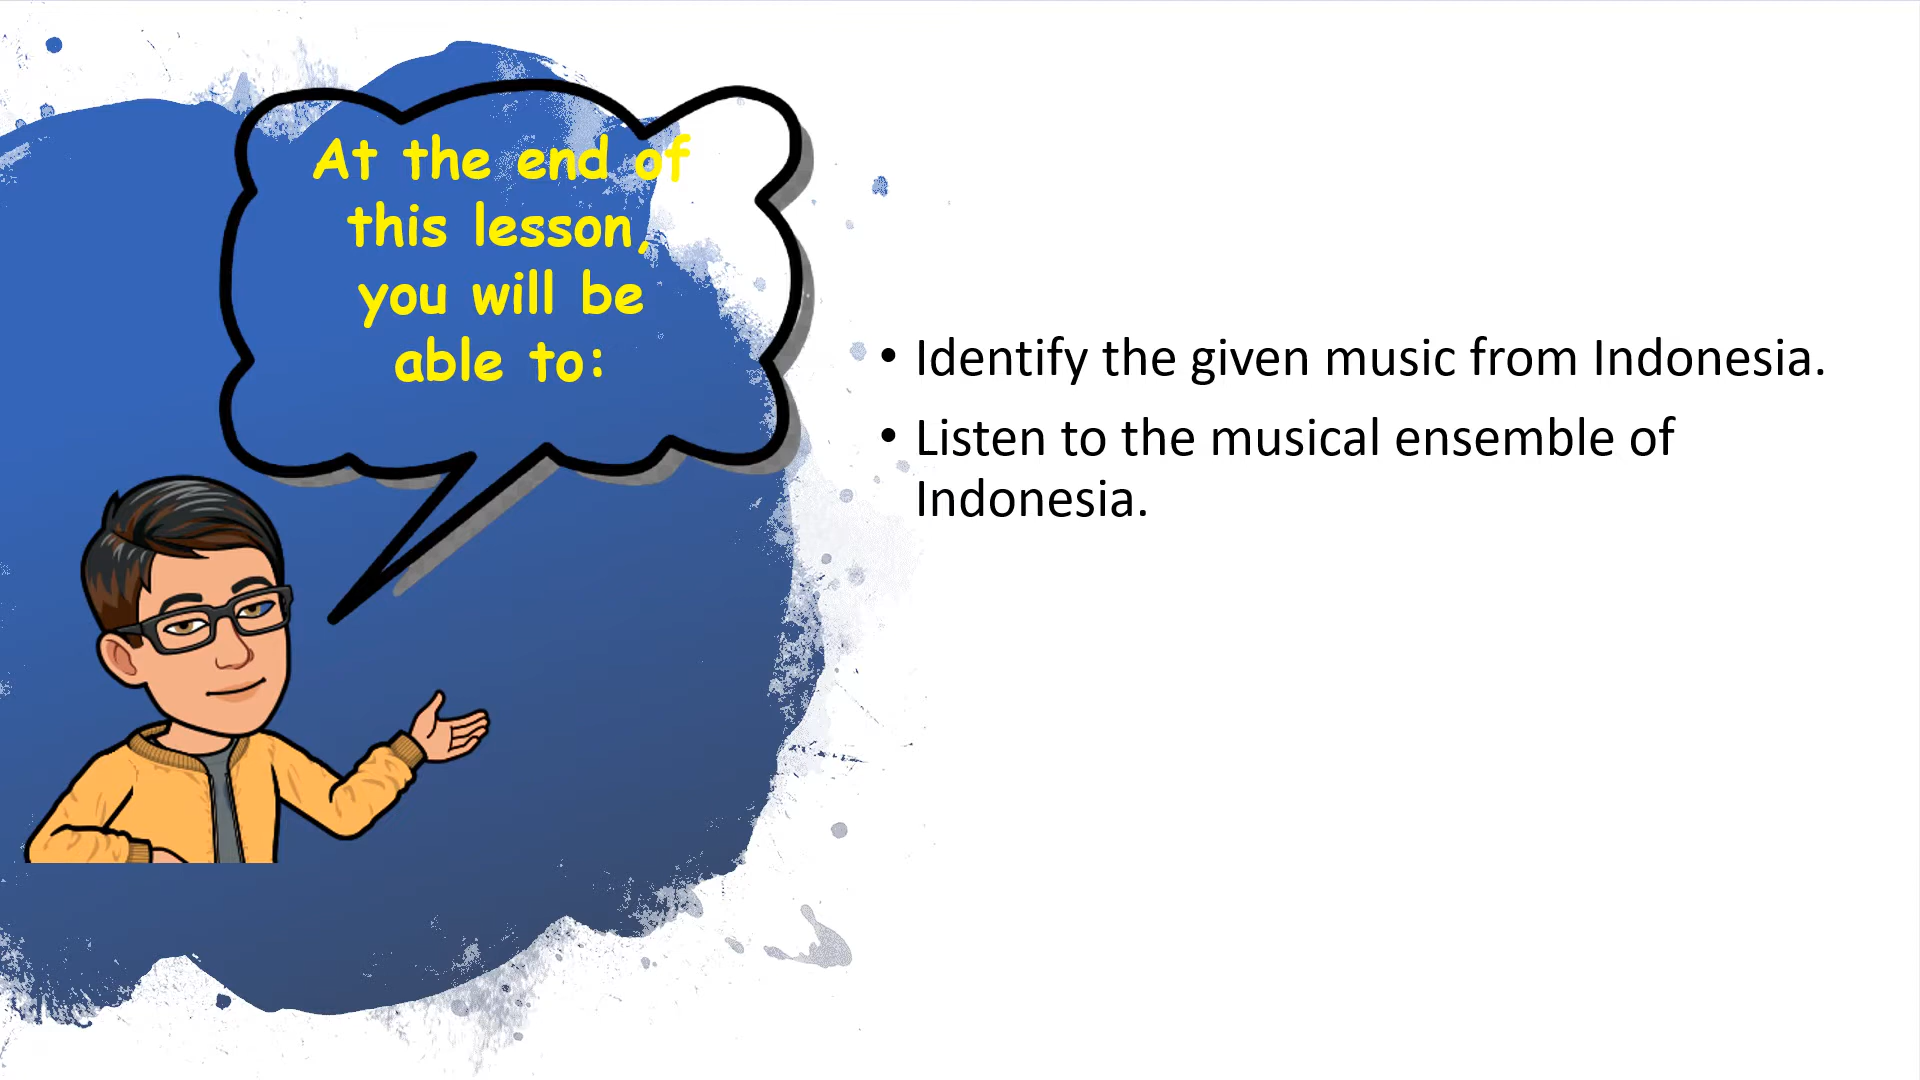 At the end of
this lesson,
you will be
able to:
• Identify the given music from Indonesia.
• Listen to the musical ensemble of
Indonesia.